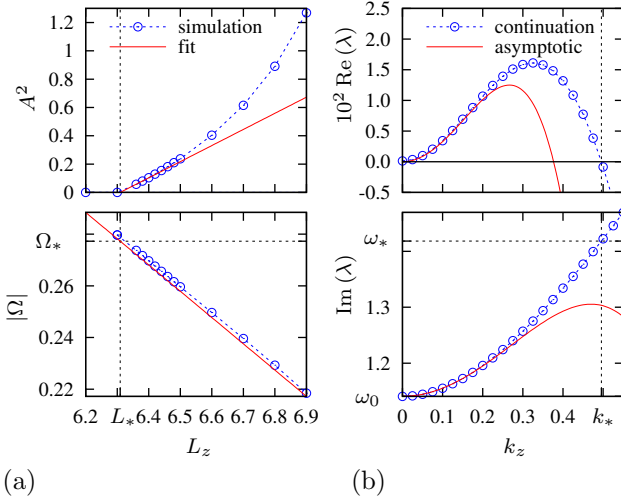 1.2
1
0.8
0.6
0.4
0.2
0
A²
simulation
fit
Ω*
0.26
0.24
0.22
|Ω|
6.2 L* 6.4 6.5 6.6 6.7 6.8 6.9
L_z
(a)
2.5
2.0
1.5
1.0
0.5
0.0
-0.5
10² Re (λ)
continuation
asymptotic
ω*
1.3
1.2
ω₀
Im (λ)
0 0.1 0.2 0.3 0.4 k*
k_z
(b)